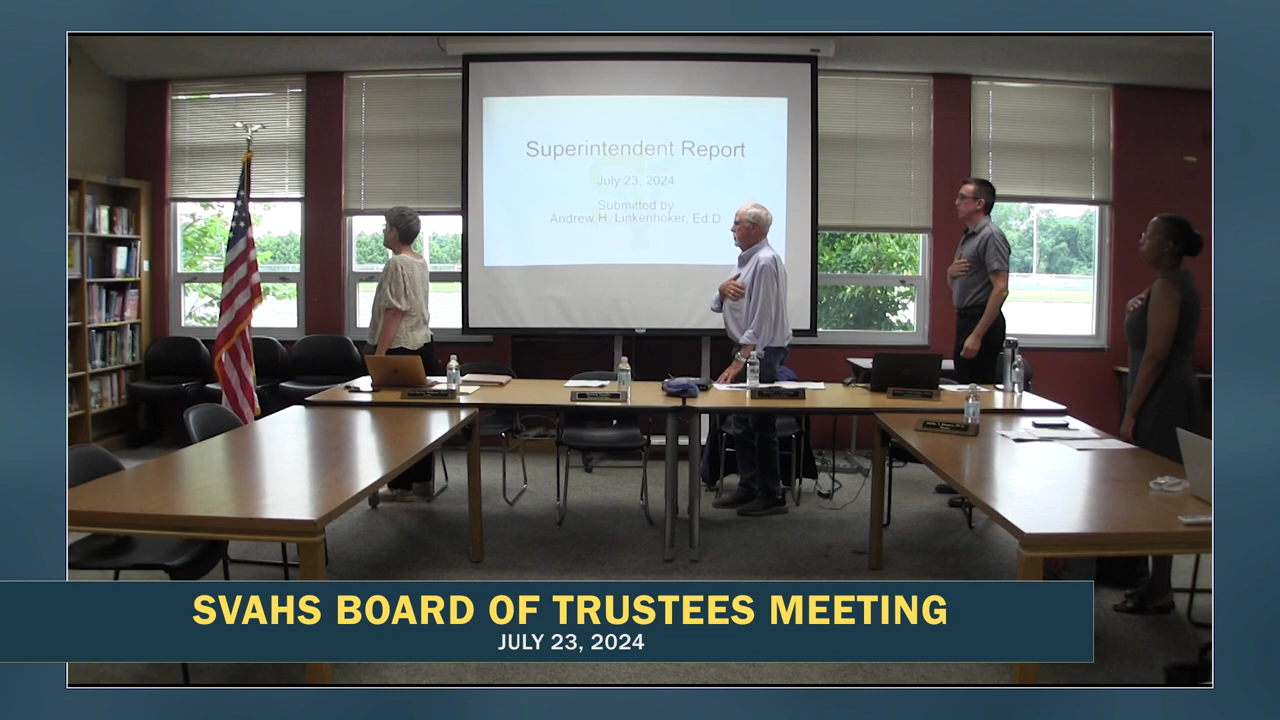 Superintendent Report
July 23, 2024
Submitted by
Andrew H. Linkenhoker, Ed.D
SVAHS BOARD OF TRUSTEES MEETING
JULY 23, 2024